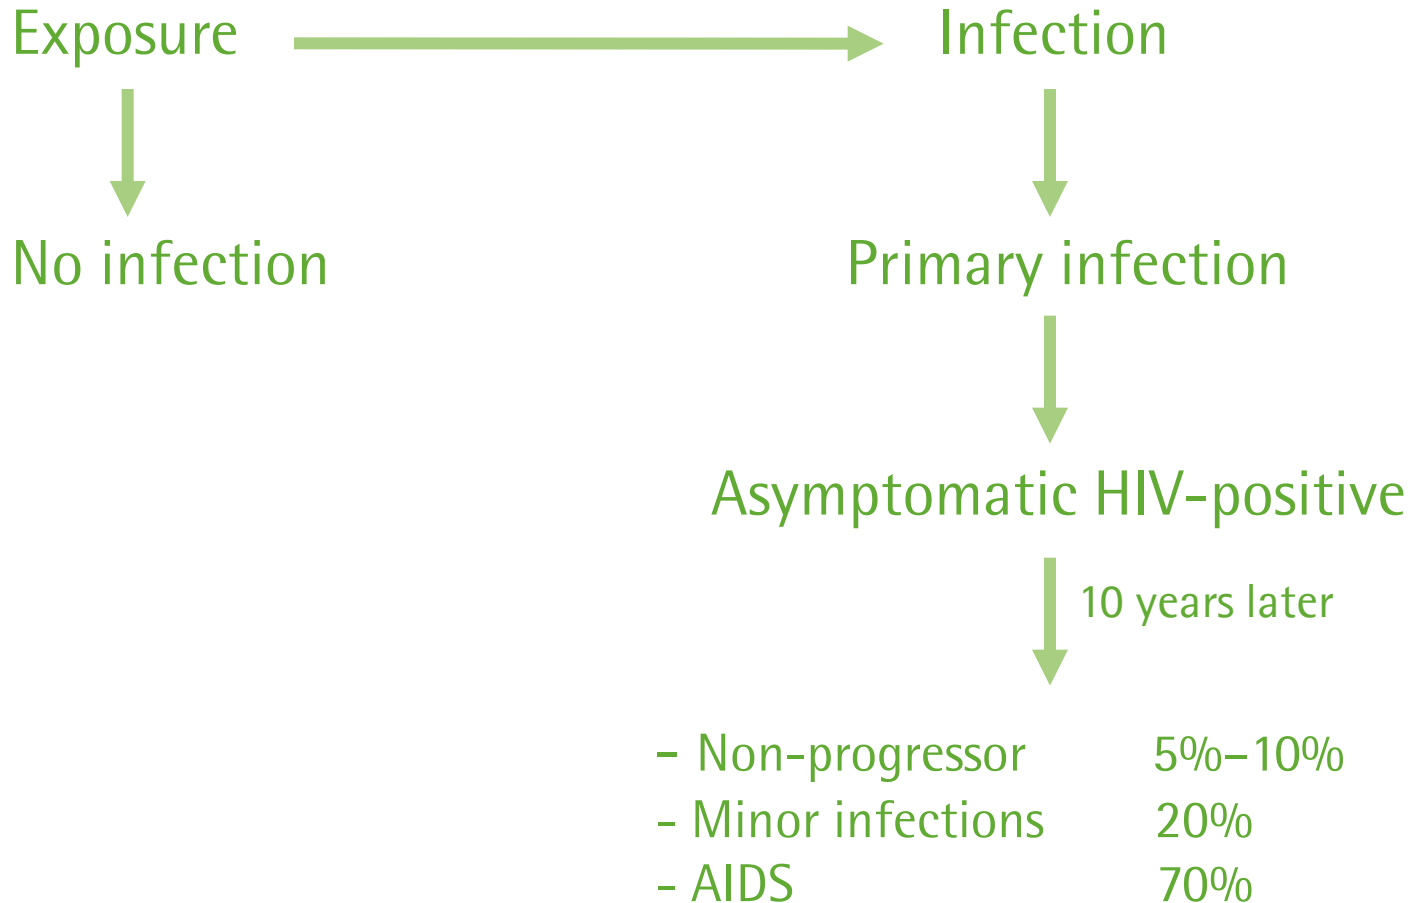 Exposure
Infection
No infection
Primary infection
Asymptomatic HIV-positive
10 years later
- Non-progressor 5%–10%
- Minor infections 20%
- AIDS 70%